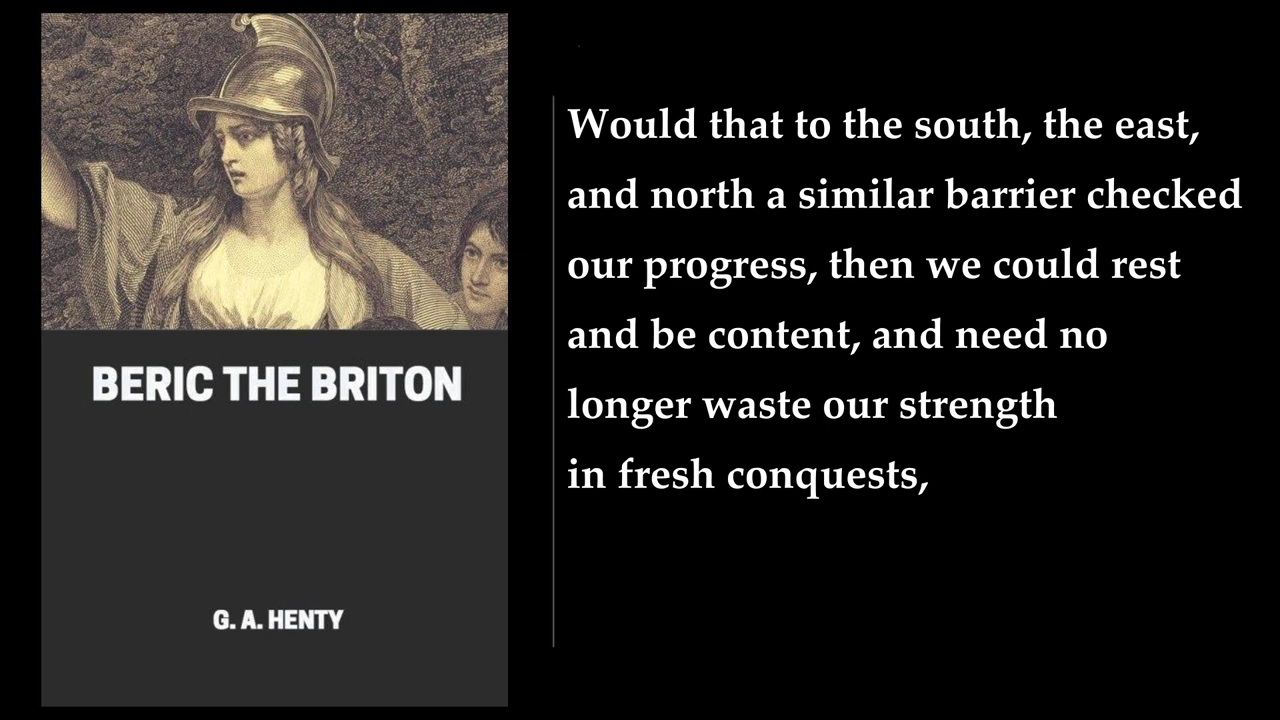 BERIC THE BRITON
G. A. HENTY
Would that to the south, the east,
and north a similar barrier checked
our progress, then we could rest
and be content, and need no
longer waste our strength
in fresh conquests,